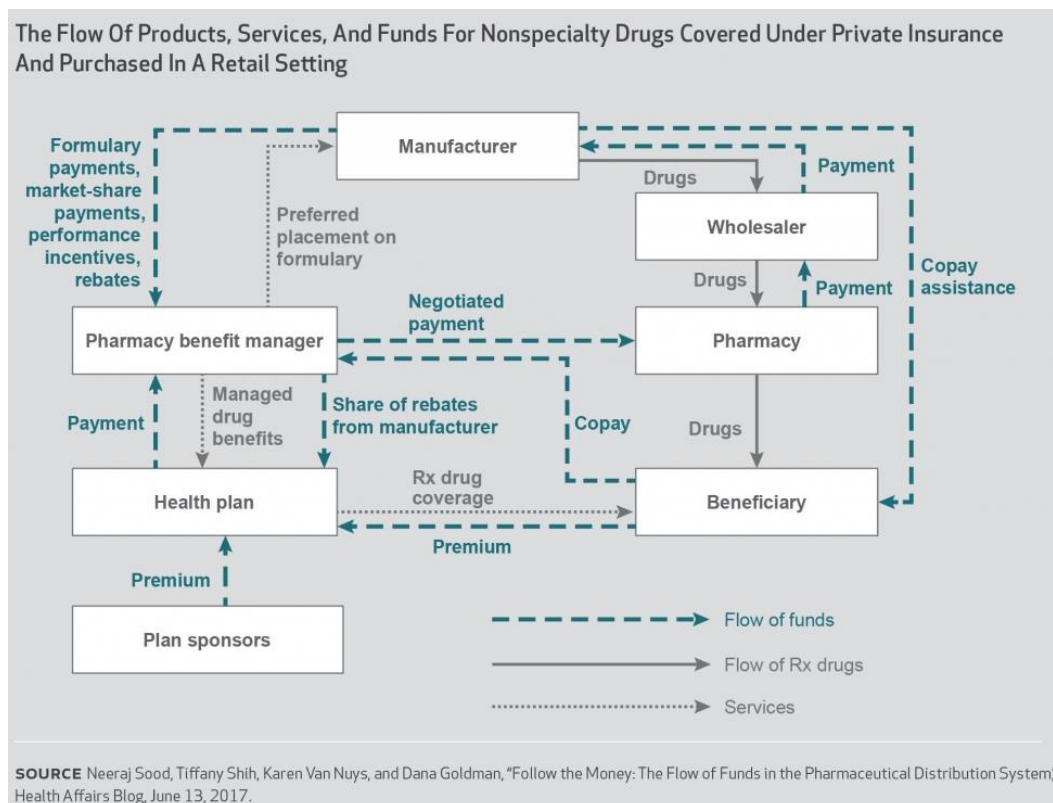 The Flow Of Products, Services, And Funds For Nonspecialty Drugs Covered Under Private Insurance
And Purchased In A Retail Setting
Manufacturer
Formulary
payments,
market-share
payments,
performance
incentives,
rebates
Preferred
placement on
formulary
Drugs
Payment
Wholesaler
Drugs
Payment
Copay
assistance
Pharmacy benefit manager
Negotiated
payment
Pharmacy
Payment
Managed
drug
benefits
Share of rebates
from manufacturer
Copay
Drugs
Health plan
Rx drug
coverage
Beneficiary
Premium
Premium
Plan sponsors
Flow of funds
Flow of Rx drugs
Services
SOURCE Neeraj Sood, Tiffany Shih, Karen Van Nuys, and Dana Goldman, “Follow the Money: The Flow of Funds in the Pharmaceutical Distribution System,
Health Affairs Blog, June 13, 2017.